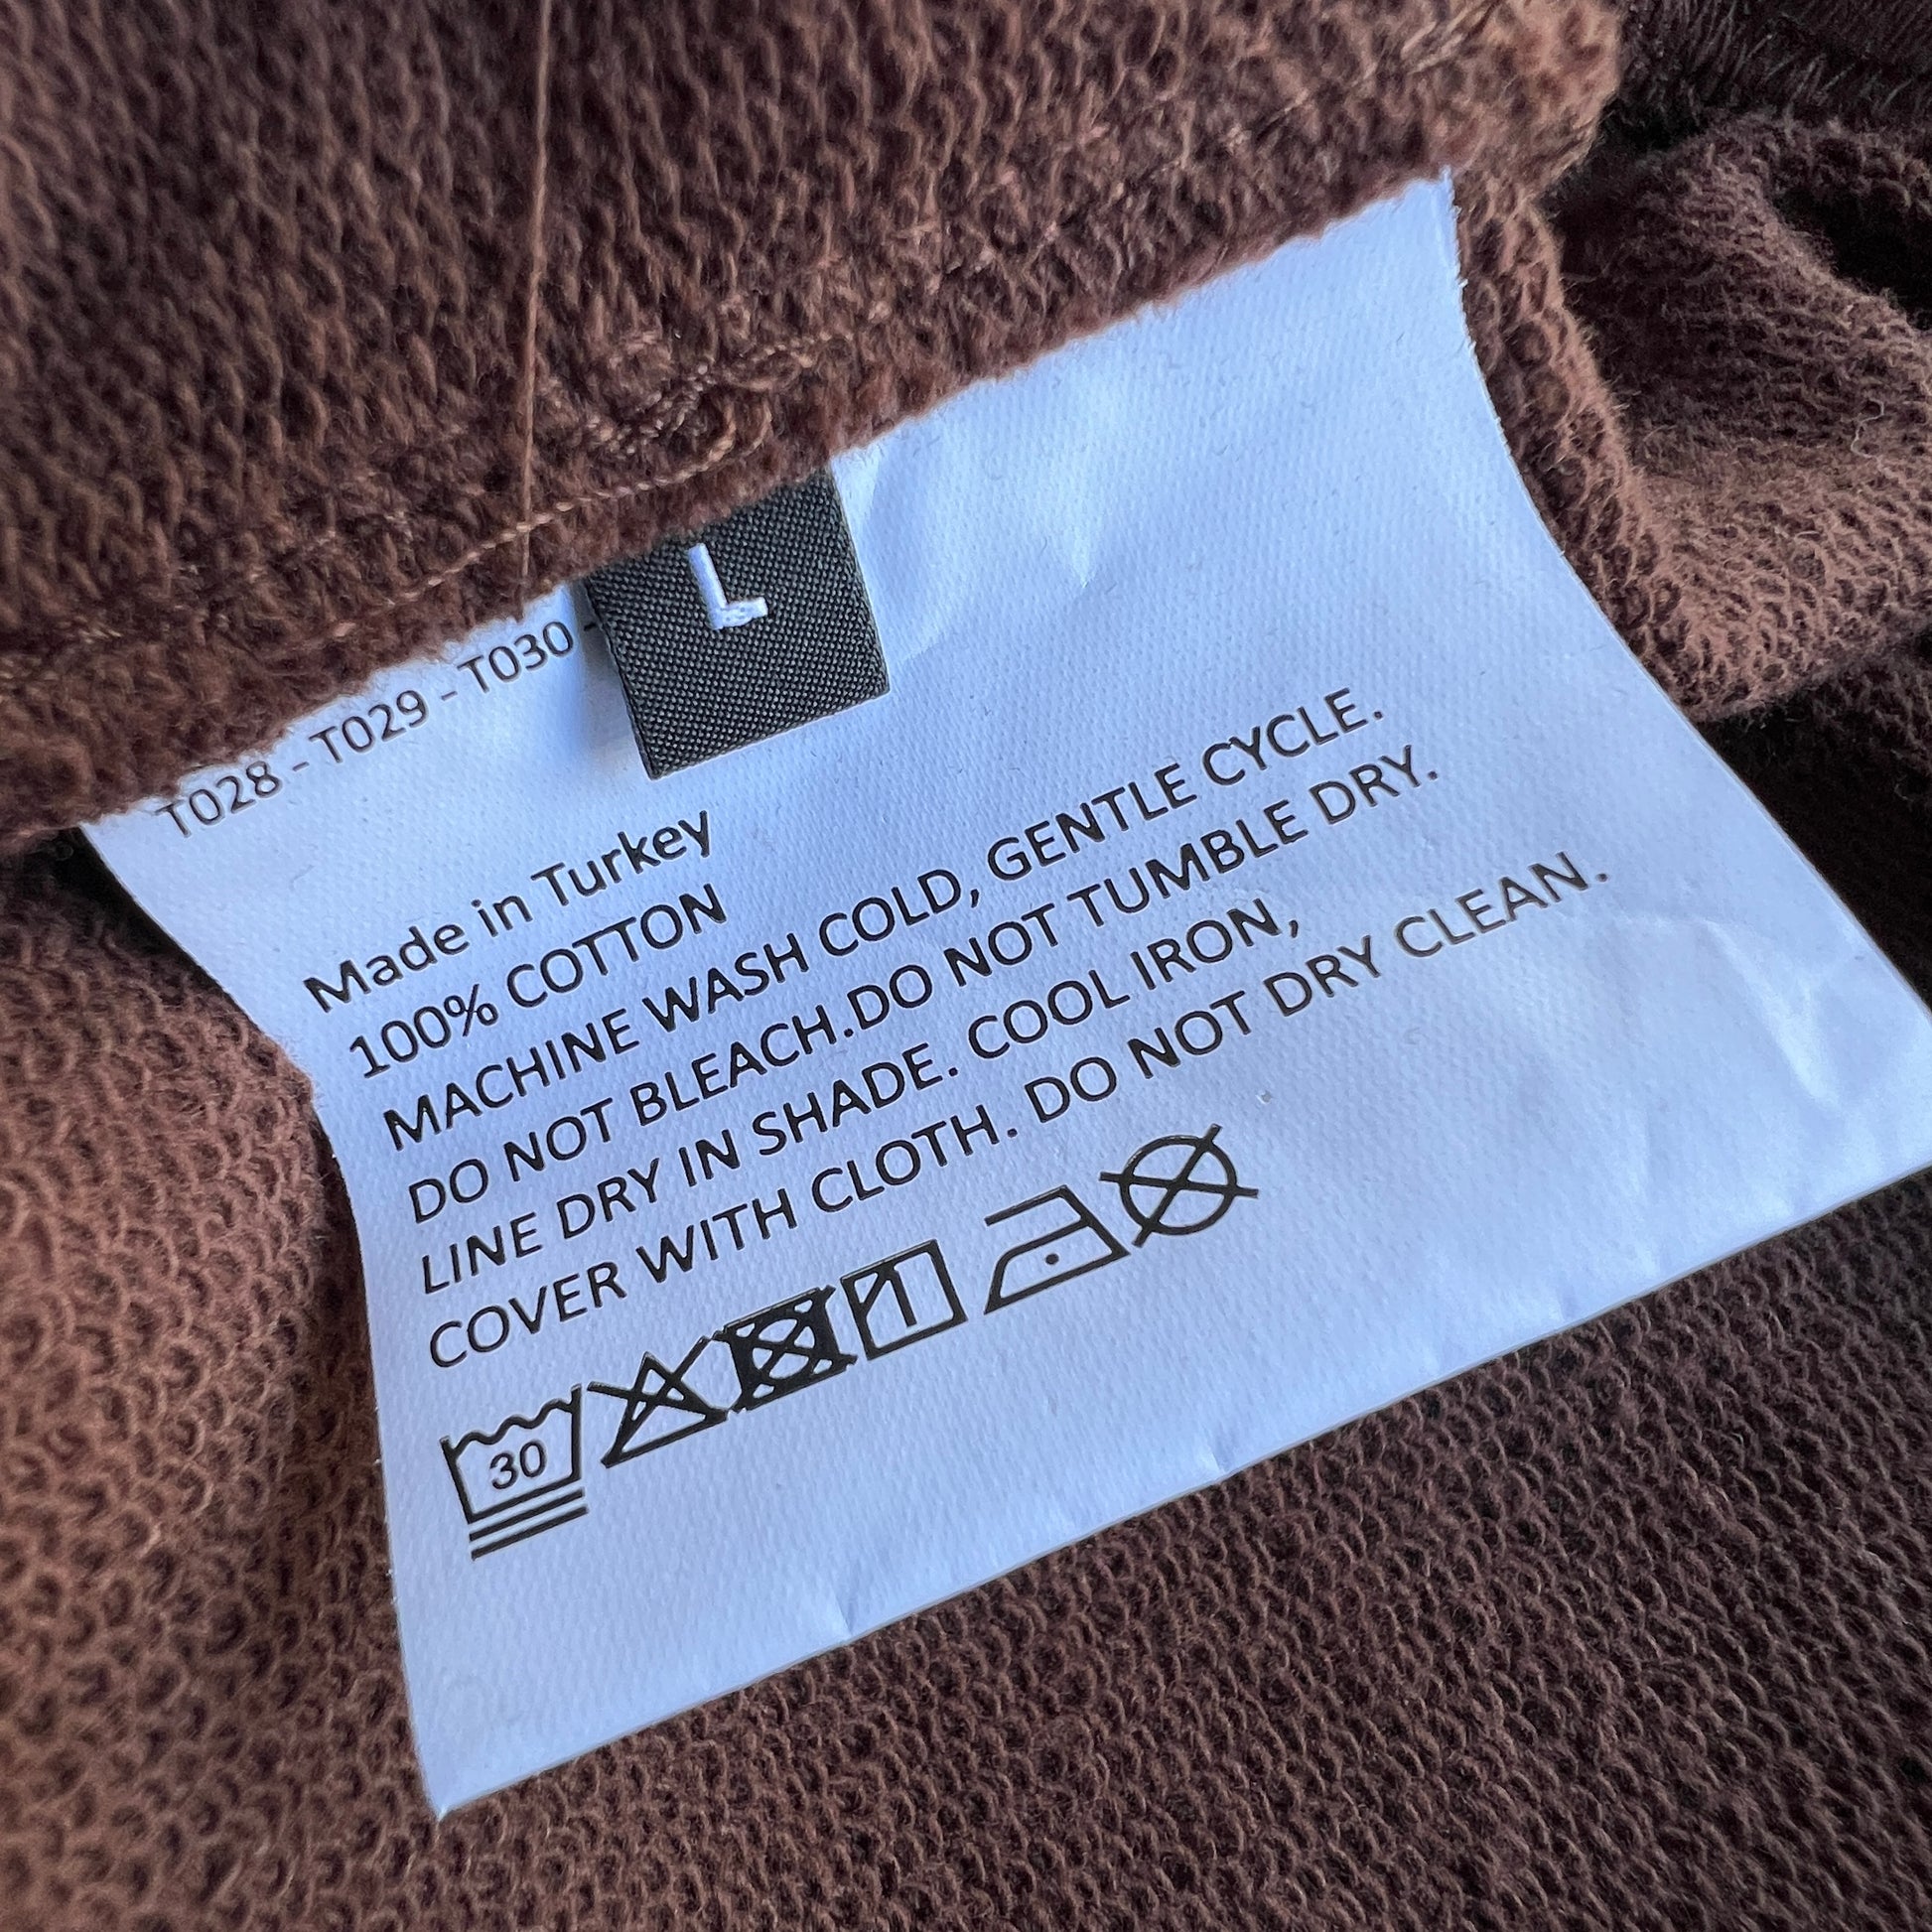 L
T028 - T029 - T030 -
Made in Turkey
100% COTTON
MACHINE WASH COLD, GENTLE CYCLE.
DO NOT BLEACH.DO NOT TUMBLE DRY.
LINE DRY IN SHADE. COOL IRON,
COVER WITH CLOTH. DO NOT DRY CLEAN.
30